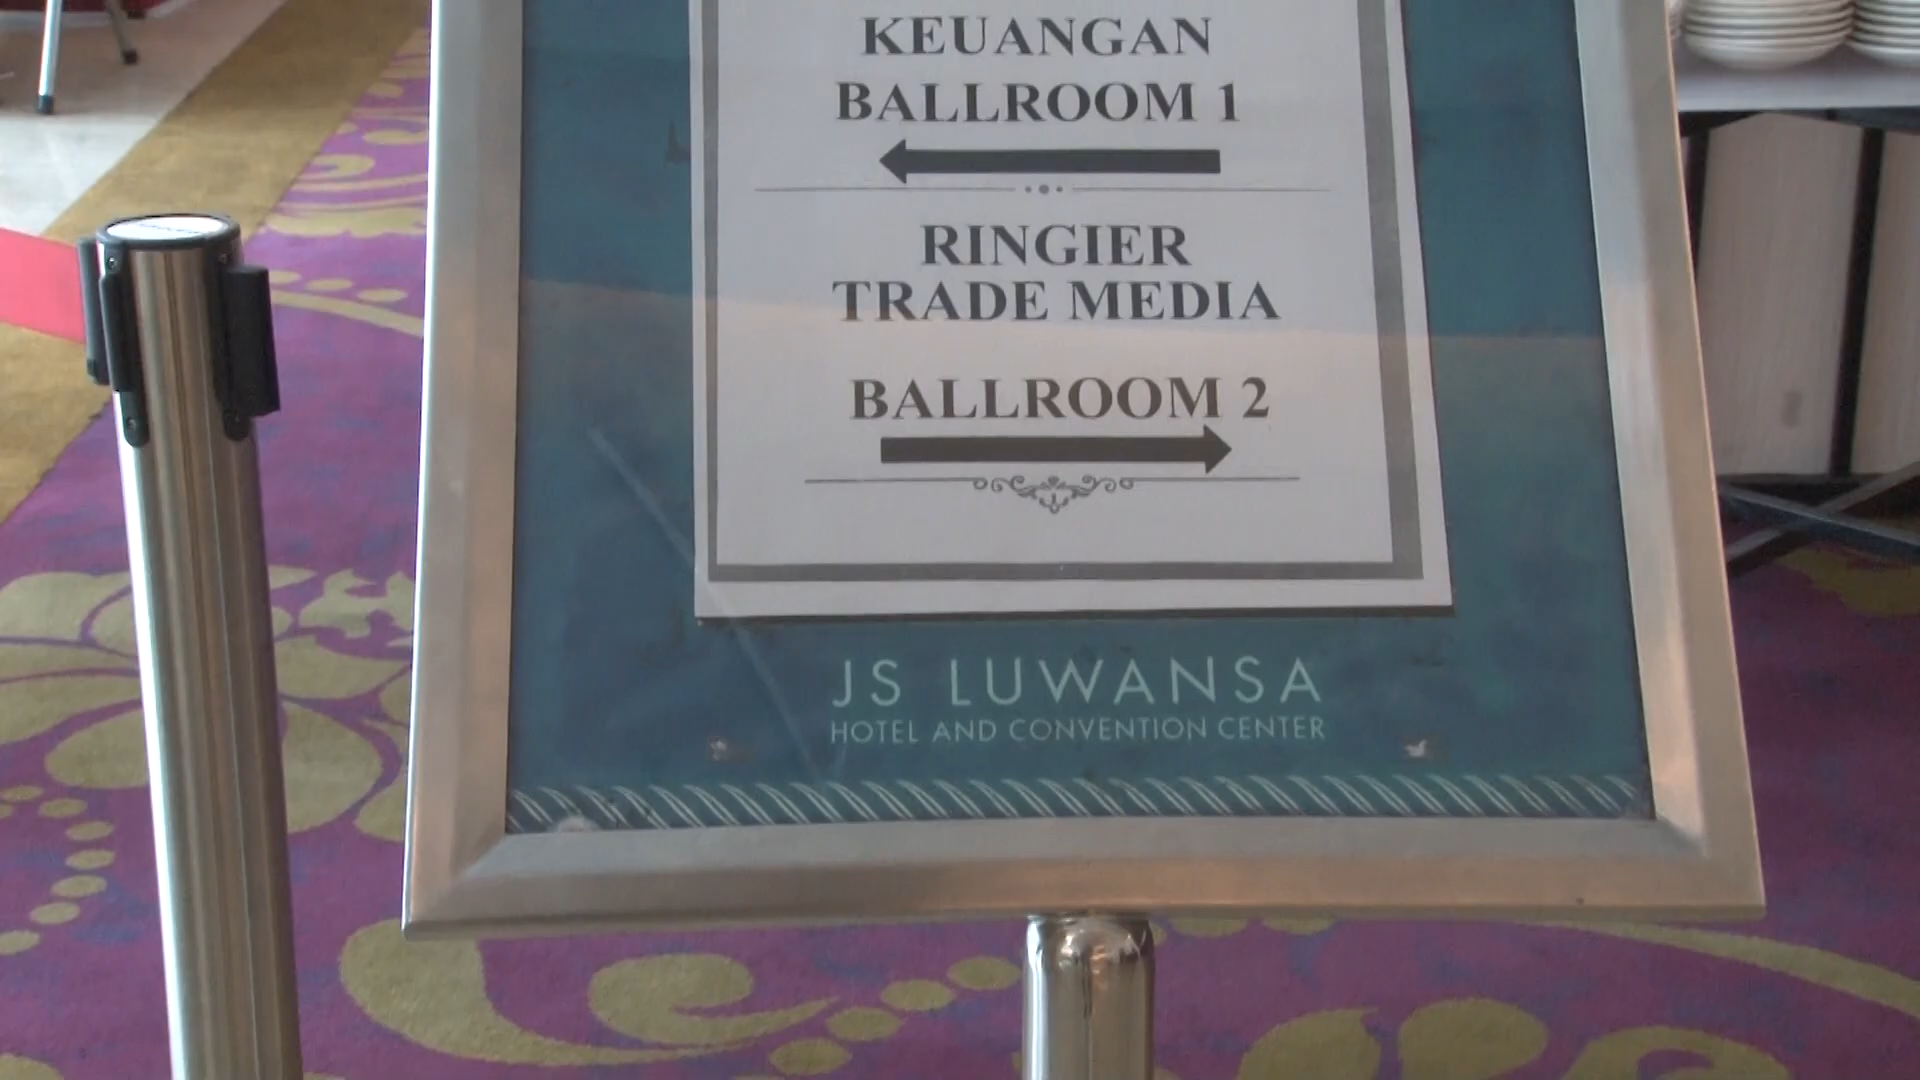 KEUANGAN
BALLROOM 1
RINGIER
TRADE MEDIA
BALLROOM 2
JS LUWANSA
HOTEL AND CONVENTION CENTER